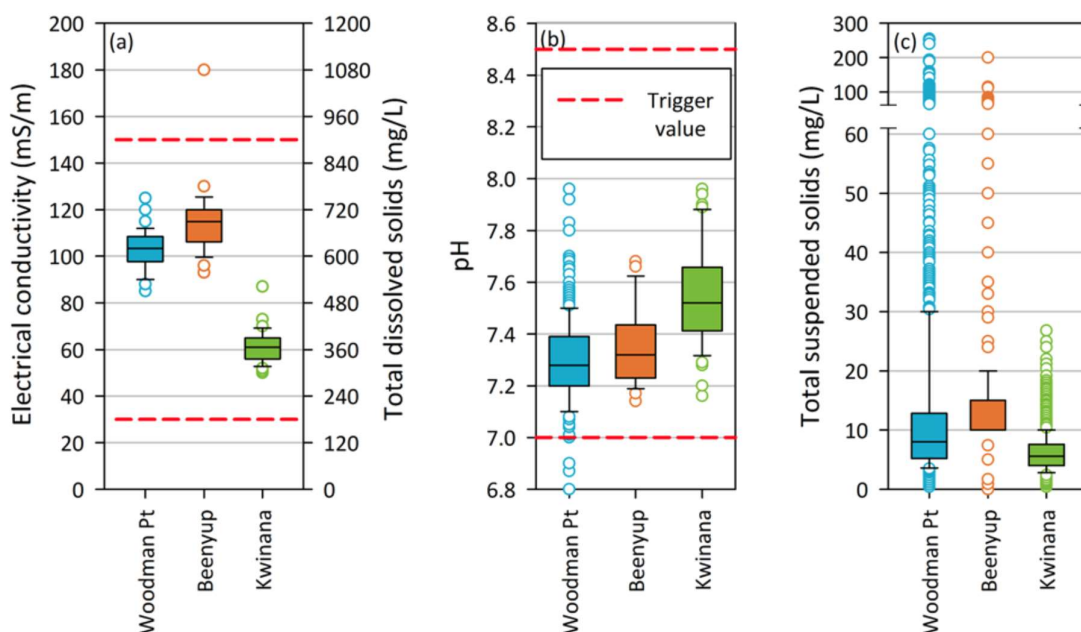 (a)
Electrical conductivity (mS/m)
200
180
160
140
120
100
80
60
40
20
0
1200
1080
960
840
720
600
480
360
240
120
0
Total dissolved solids (mg/L)
Woodman Pt
Beenyup
Kwinana
(b)
pH
8.6
8.4
8.2
8.0
7.8
7.6
7.4
7.2
7.0
6.8
Trigger
value
Woodman Pt
Beenyup
Kwinana
(c)
Total suspended solids (mg/L)
300
200
100
60
50
40
30
20
10
0
Woodman Pt
Beenyup
Kwinana